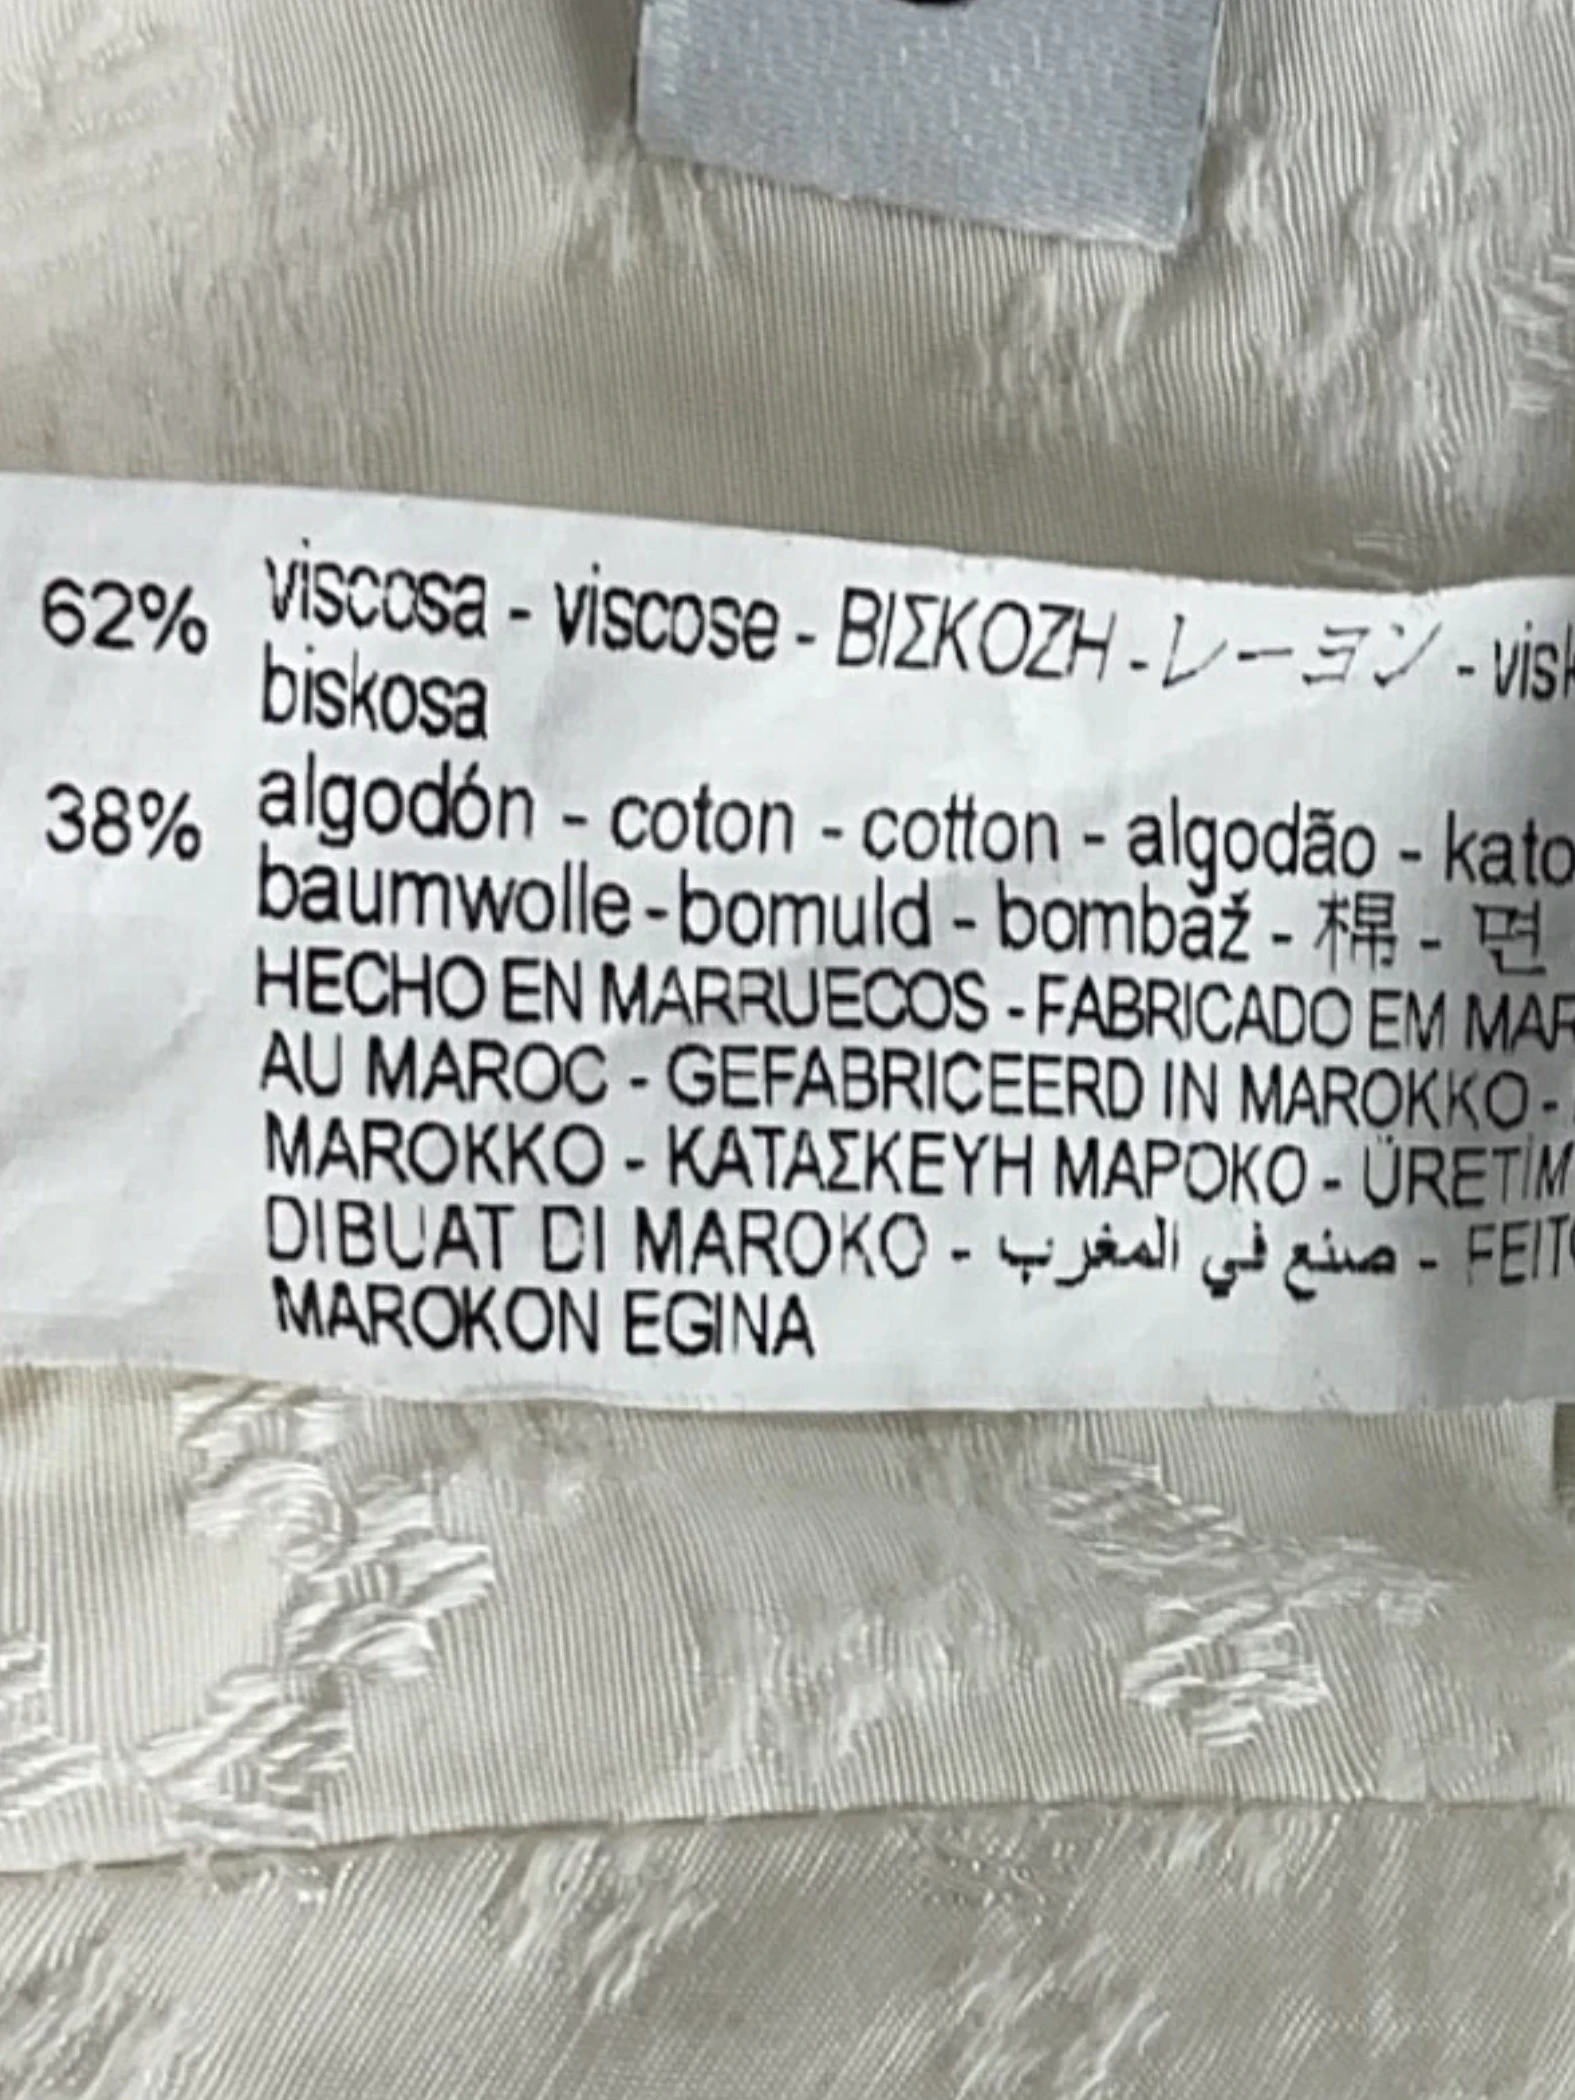 62% viscosa - viscose - ΒΙΣΚΟΖΗ - レーヨン -
biskosa
38% algodón - coton - cotton - algodão -
baumwolle - bomuld - bombaž - 棉 - 면
HECHO EN MARRUECOS - FABRICADO EM
AU MAROC - GEFABRICEERD IN MAROKKO -
MAROKKO - ΚΑΤΑΣΚΕΥΗ ΜΑΡΟΚΟ - ÜRETİM
DIBUAT DI MAROKO - صنع في المغرب -
MAROKON EGINA